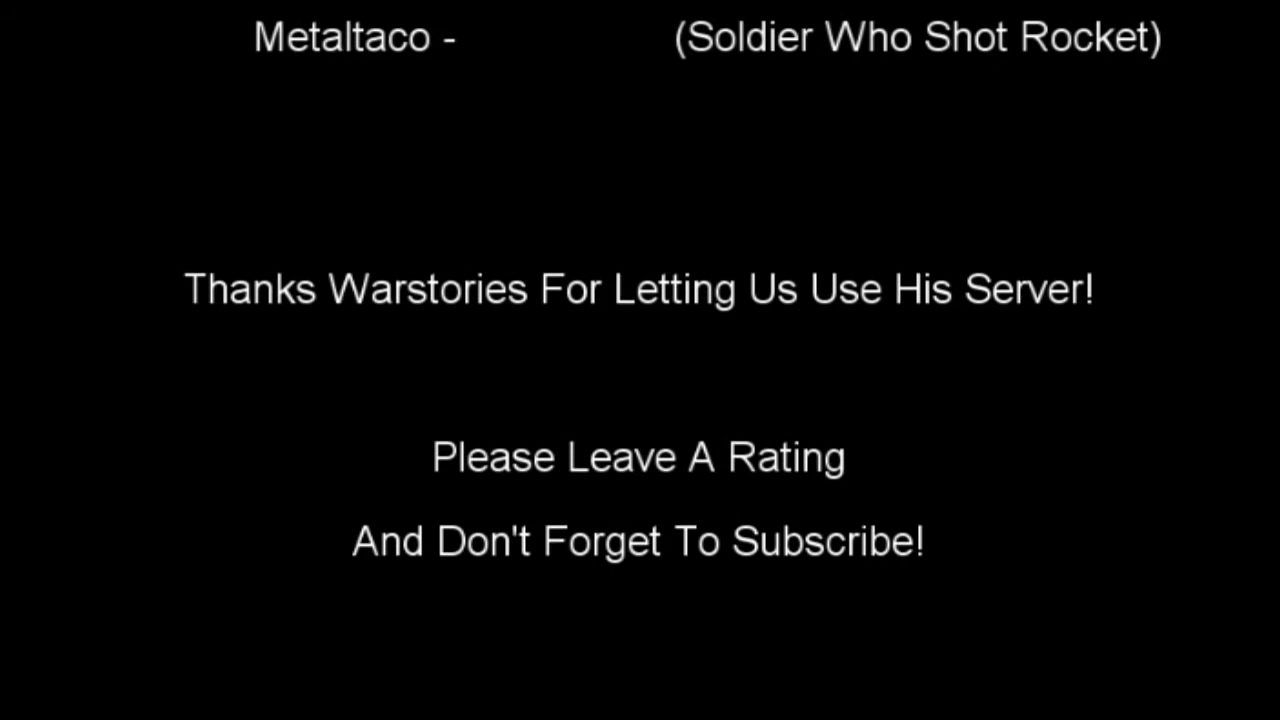 Metaltaco - (Soldier Who Shot Rocket)
Thanks Warstories For Letting Us Use His Server!
Please Leave A Rating
And Don't Forget To Subscribe!